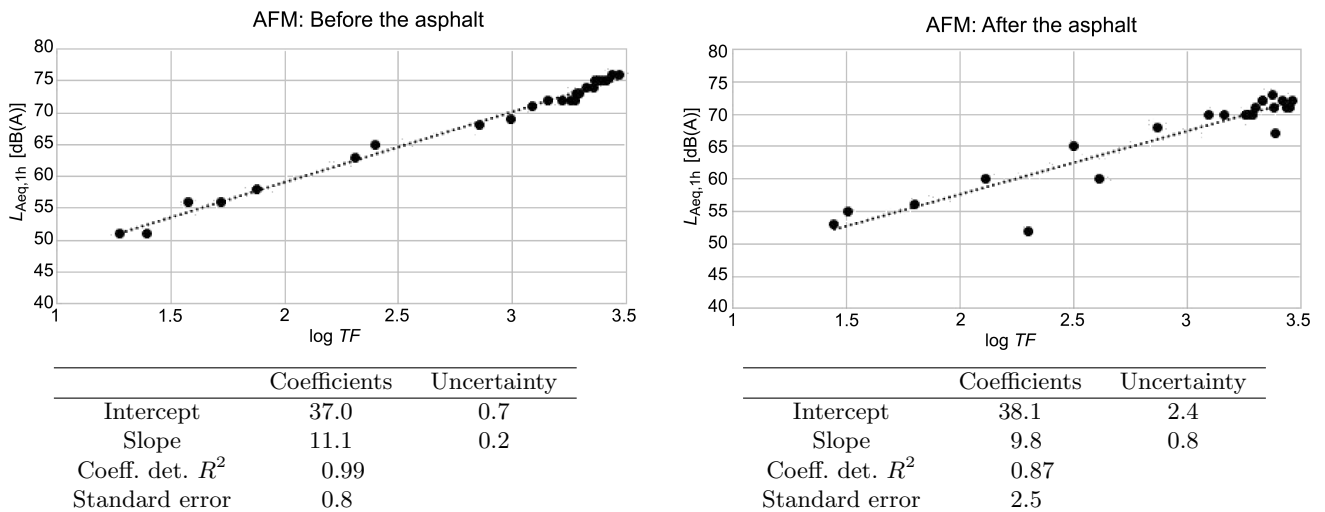 AFM: Before the asphalt
80
75
70
65
60
55
50
45
40
L_Aeq,1h [dB(A)]
1 1.5 2 2.5 3 3.5
log TF
Coefficients Uncertainty
Intercept 37.0 0.7
Slope 11.1 0.2
Coeff. det. R² 0.99
Standard error 0.8
AFM: After the asphalt
80
75
70
65
60
55
50
45
40
L_Aeq,1h [dB(A)]
1 1.5 2 2.5 3 3.5
log TF
Coefficients Uncertainty
Intercept 38.1 2.4
Slope 9.8 0.8
Coeff. det. R² 0.87
Standard error 2.5